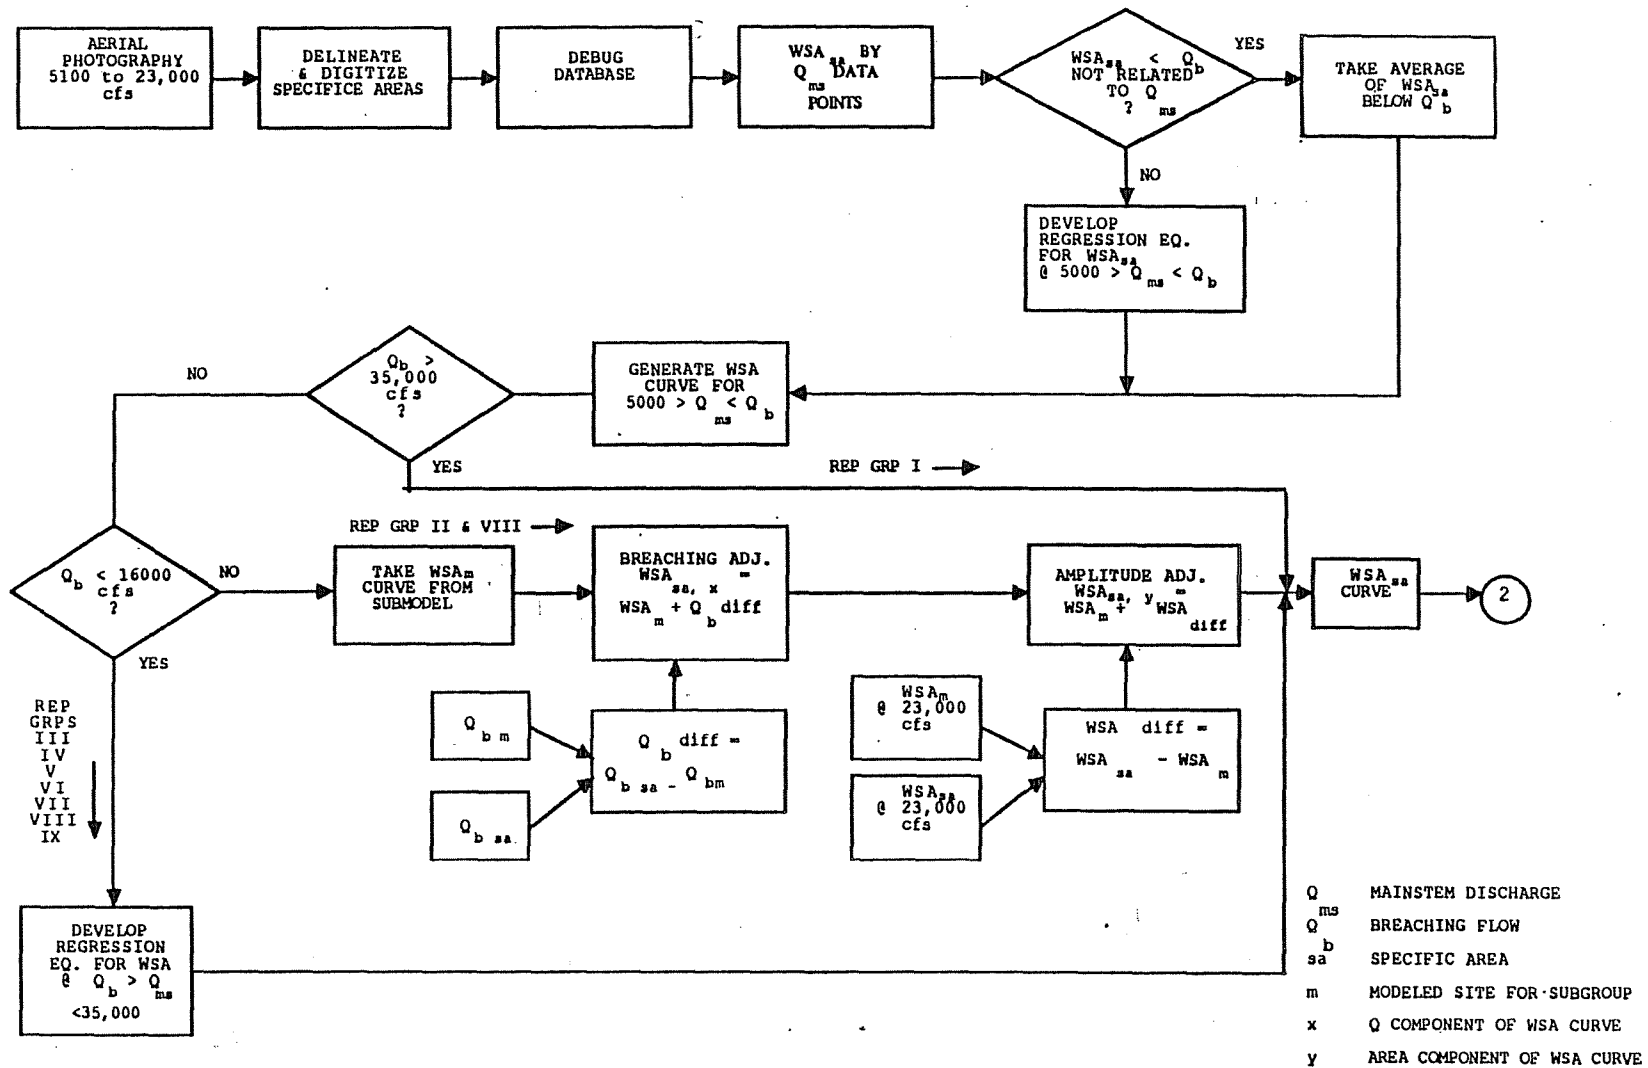 AERIAL
PHOTOGRAPHY
5100 to 23,000
cfs
DELINEATE
& DIGITIZE
SPECIFICE AREAS
DEBUG
DATABASE
WSA sa BY
Q ms DATA
POINTS
WSA sa < Q b
NOT RELATED
TO Q ms
?
YES
TAKE AVERAGE
OF WSA sa
BELOW Q b
NO
DEVELOP
REGRESSION EQ.
FOR WSA sa
@ 5000 > Q ms < Q b
GENERATE WSA
CURVE FOR
5000 > Q ms < Q b
Q b >
35,000
cfs
?
NO
YES
REP GRP I
Q b < 16000
cfs
?
NO
YES
REP GRP II & VIII
TAKE WSA m
CURVE FROM
SUBMODEL
BREACHING ADJ.
WSA sa, x =
WSA m + Q b diff
AMPLITUDE ADJ.
WSA sa, y =
WSA m + WSA diff
WSA sa
CURVE
2
Q b m
Q b sa
Q b diff =
Q b sa - Q bm
WSA m
@ 23,000
cfs
WSA sa
@ 23,000
cfs
WSA diff =
WSA sa - WSA m
REP
GRPS
III
IV
V
VI
VII
VIII
IX
DEVELOP
REGRESSION
EQ. FOR WSA
@ Q b > Q ms
<35,000
Q ms MAINSTEM DISCHARGE
Q b BREACHING FLOW
sa SPECIFIC AREA
m MODELED SITE FOR SUBGROUP
x Q COMPONENT OF WSA CURVE
y AREA COMPONENT OF WSA CURVE